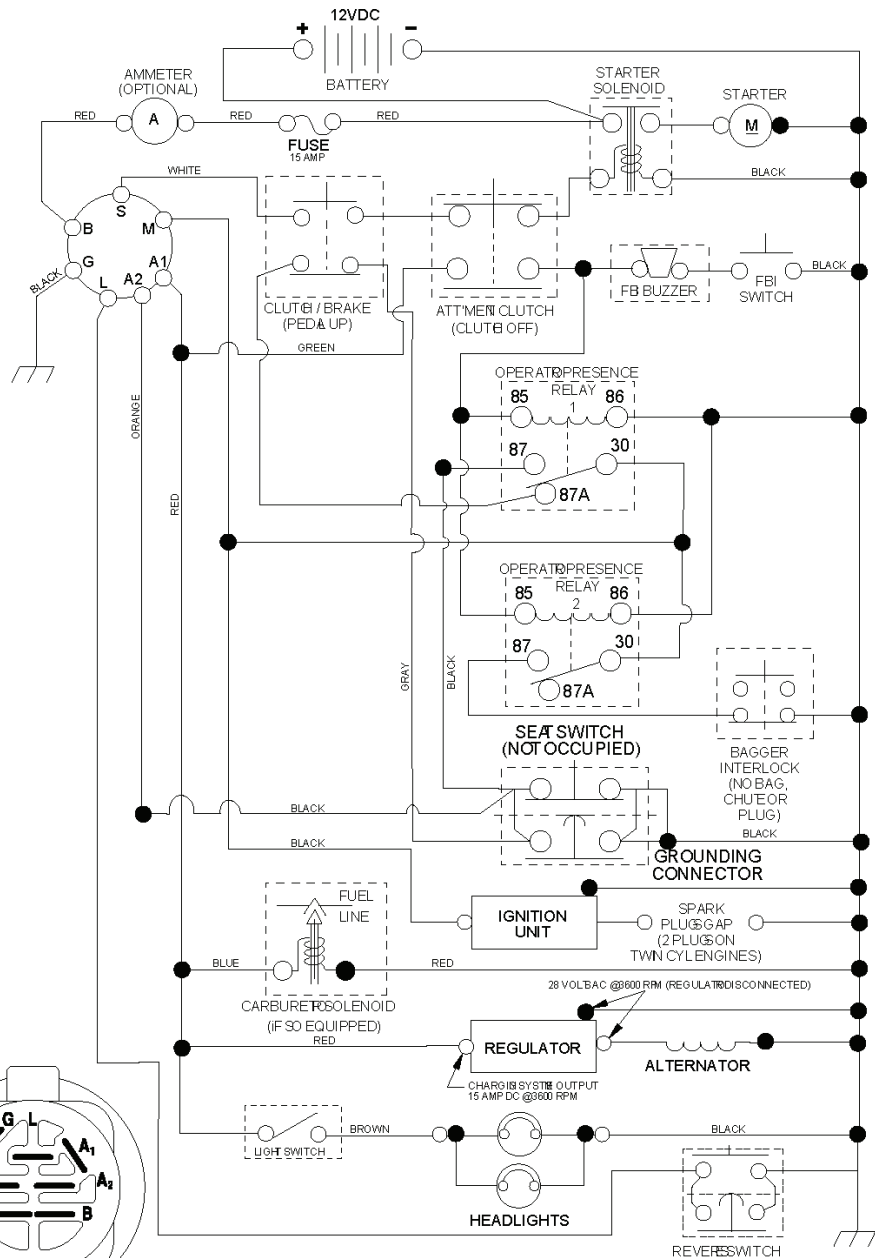 12VDC
+ −
BATTERY
AMMETER
(OPTIONAL)
RED
A
RED
FUSE
15 AMP
RED
STARTER
SOLENOID
STARTER
M
BLACK
WHITE
S
B
M
G
A1
L
A2
BLACK
CLUTCH / BRAKE
(PEDAL UP)
ATT'MENT CLUTCH
(CLUTCH OFF)
FBI BUZZER
FBI
SWITCH
BLACK
GREEN
ORANGE
RED
OPERATOR PRESENCE
RELAY
1
85
86
87
30
87A
OPERATOR PRESENCE
RELAY
2
85
86
87
30
87A
GRAY
BLACK
BAGGER
INTERLOCK
(NO BAG,
CHUTE OR
PLUG)
SEAT SWITCH
(NOT OCCUPIED)
BLACK
BLACK
BLACK
GROUNDING
CONNECTOR
IGNITION
UNIT
SPARK
PLUGS GAP
(2 PLUGS ON
TWIN CYL ENGINES)
FUEL
LINE
BLUE
RED
CARBURETOR SOLENOID
(iF SO EQUIPPED)
28 VOLTS AC @3600 RPM (REGULATOR DISCONNECTED)
RED
REGULATOR
ALTERNATOR
CHARGING SYSTEM OUTPUT
15 AMP DC @3600 RPM
LIGHT SWITCH
BROWN
BLACK
HEADLIGHTS
REVERSE SWITCH
G L
A1
A2
B